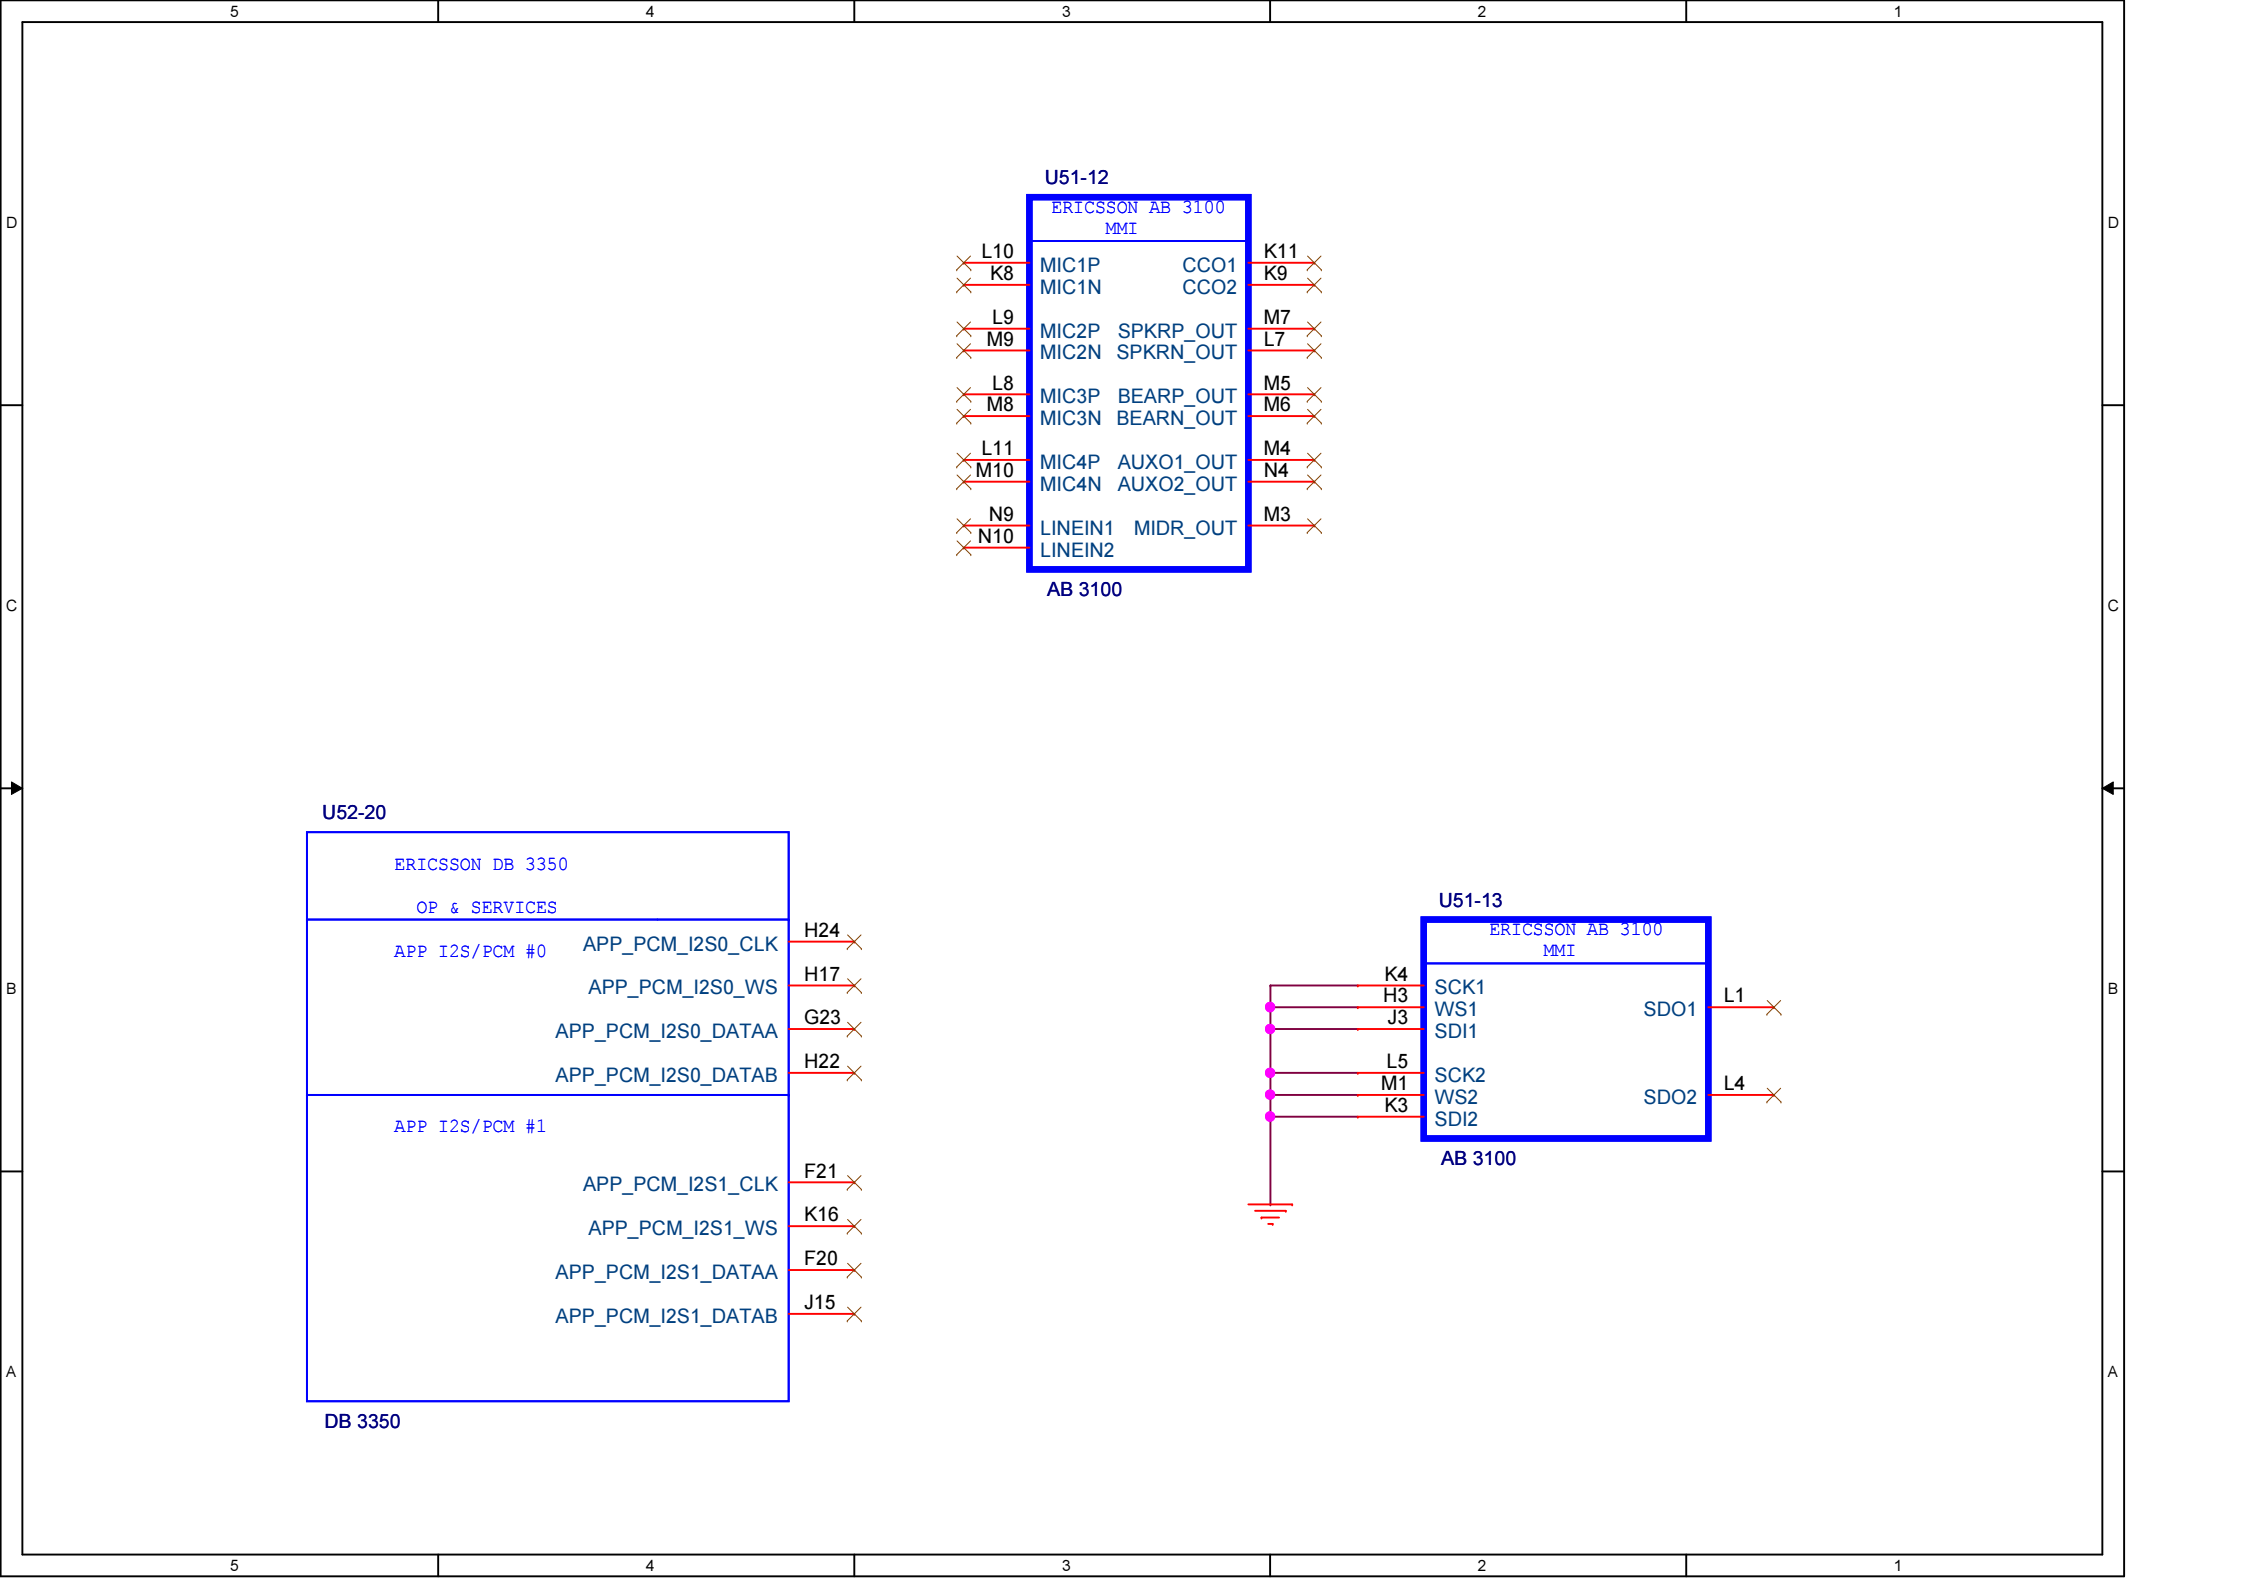 5 4 3 2 1
D D
C C
B B
A A
U51-12
ERICSSON AB 3100
MMI
L10 MIC1P CCO1 K11
K8 MIC1N CCO2 K9
L9 MIC2P SPKRP_OUT M7
M9 MIC2N SPKRN_OUT L7
L8 MIC3P BEARP_OUT M5
M8 MIC3N BEARN_OUT M6
L11 MIC4P AUXO1_OUT M4
M10 MIC4N AUXO2_OUT N4
N9 LINEIN1 MIDR_OUT M3
N10 LINEIN2
AB 3100
U52-20
ERICSSON DB 3350
OP & SERVICES
APP I2S/PCM #0
APP_PCM_I2S0_CLK H24
APP_PCM_I2S0_WS H17
APP_PCM_I2S0_DATAA G23
APP_PCM_I2S0_DATAB H22
APP I2S/PCM #1
APP_PCM_I2S1_CLK F21
APP_PCM_I2S1_WS K16
APP_PCM_I2S1_DATAA F20
APP_PCM_I2S1_DATAB J15
DB 3350
U51-13
ERICSSON AB 3100
MMI
K4 SCK1
H3 WS1 SDO1 L1
J3 SDI1
L5 SCK2
M1 WS2 SDO2 L4
K3 SDI2
AB 3100
5 4 3 2 1